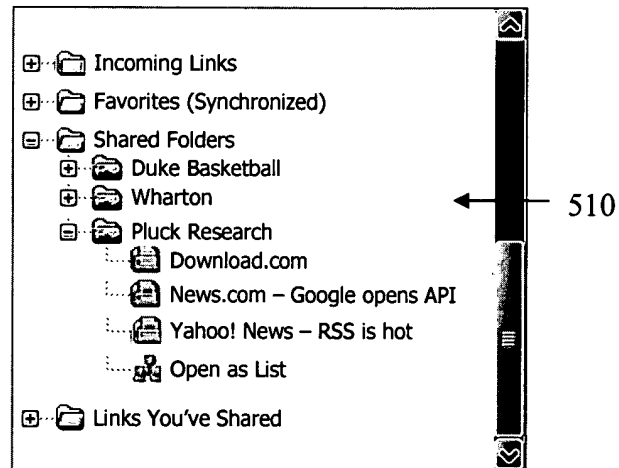 Incoming Links
Favorites (Synchronized)
Shared Folders
Duke Basketball
Wharton
510
Pluck Research
Download.com
News.com – Google opens API
Yahoo! News – RSS is hot
Open as List
Links You've Shared